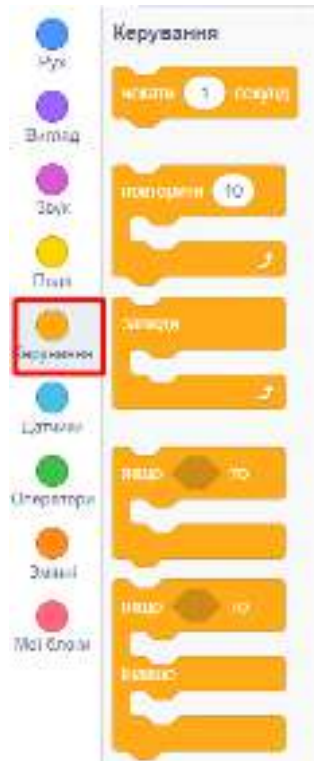 Рух
Вигляд
Звук
Події
Керування
Датчики
Оператори
Змінні
Мої блоки
Керування
чекати 1 секунд
повторити 10
завжди
якщо то
якщо то
інакше